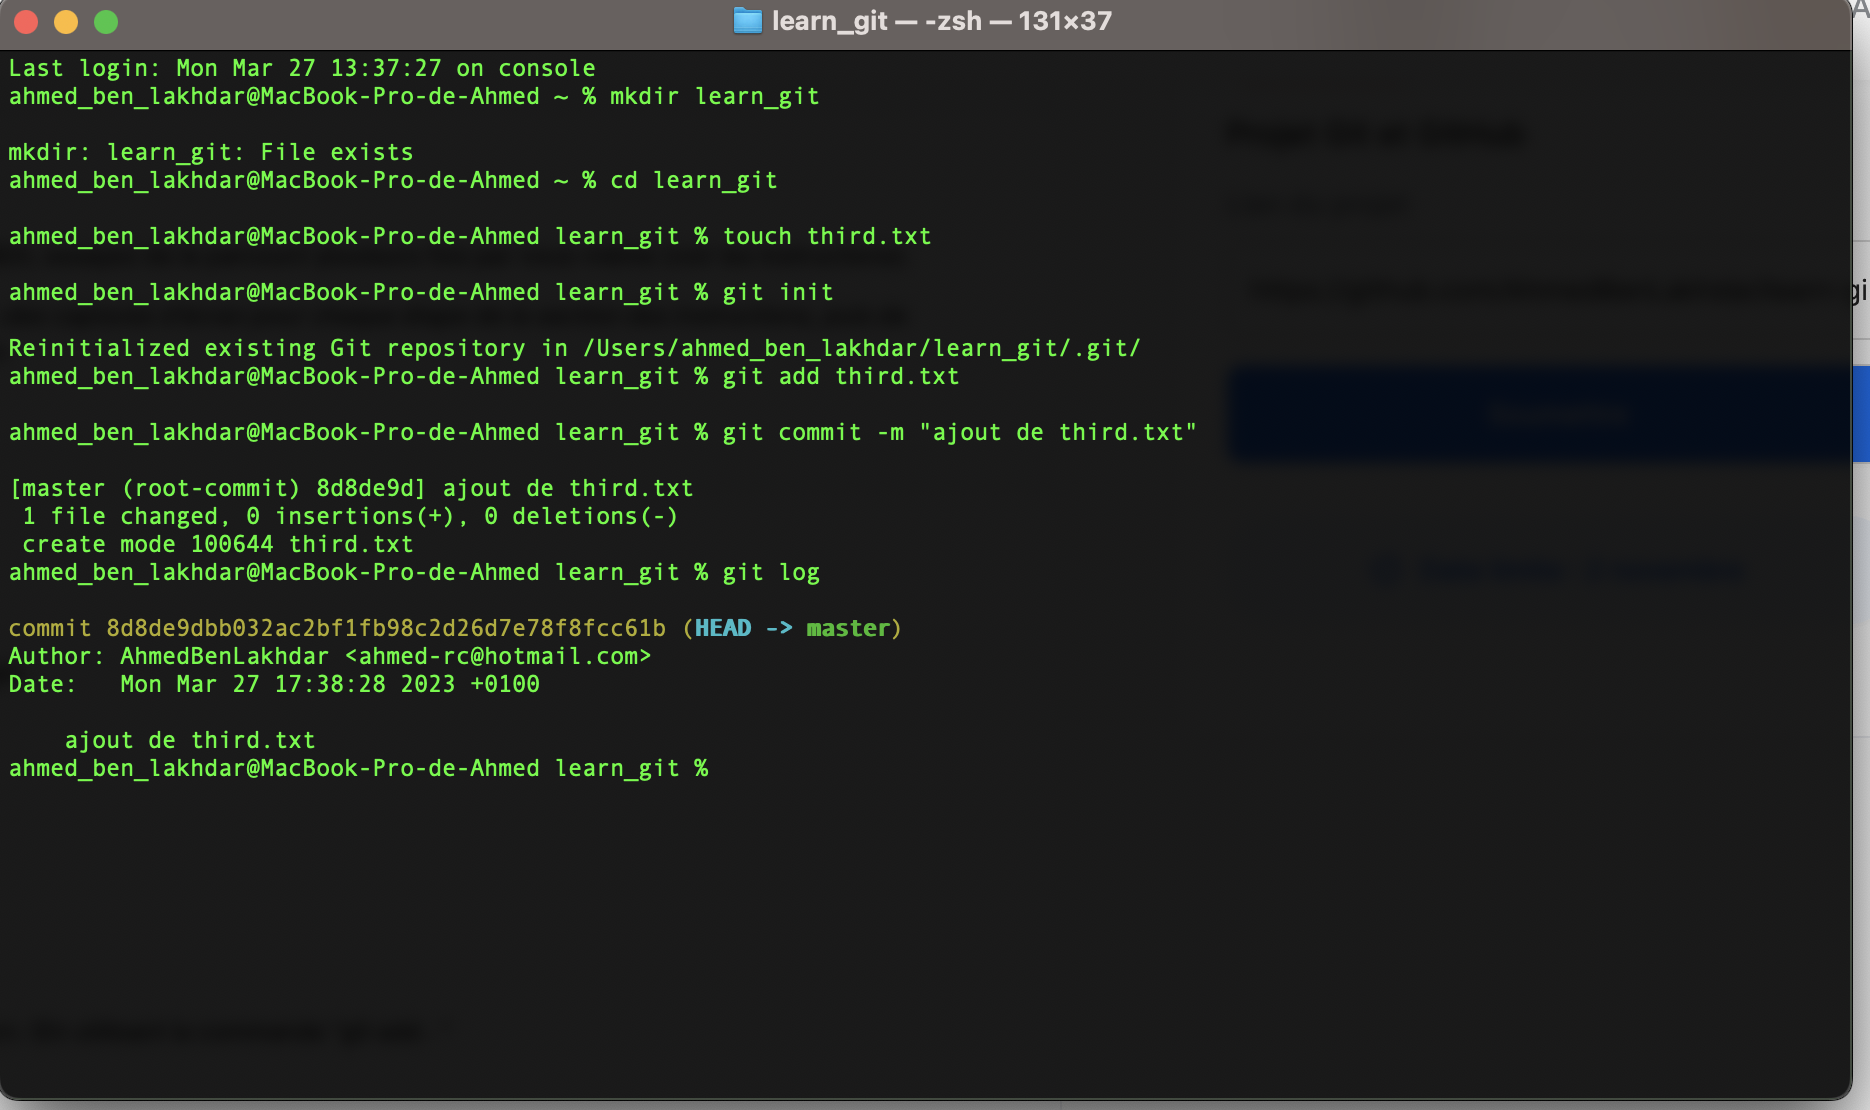 learn_git — -zsh — 131×37
Last login: Mon Mar 27 13:37:27 on console
ahmed_ben_lakhdar@MacBook-Pro-de-Ahmed ~ % mkdir learn_git
mkdir: learn_git: File exists
ahmed_ben_lakhdar@MacBook-Pro-de-Ahmed ~ % cd learn_git
ahmed_ben_lakhdar@MacBook-Pro-de-Ahmed learn_git % touch third.txt
ahmed_ben_lakhdar@MacBook-Pro-de-Ahmed learn_git % git init
Reinitialized existing Git repository in /Users/ahmed_ben_lakhdar/learn_git/.git/
ahmed_ben_lakhdar@MacBook-Pro-de-Ahmed learn_git % git add third.txt
ahmed_ben_lakhdar@MacBook-Pro-de-Ahmed learn_git % git commit -m "ajout de third.txt"
[master (root-commit) 8d8de9d] ajout de third.txt
 1 file changed, 0 insertions(+), 0 deletions(-)
 create mode 100644 third.txt
ahmed_ben_lakhdar@MacBook-Pro-de-Ahmed learn_git % git log
commit 8d8de9dbb032ac2bf1fb98c2d26d7e78f8fcc61b (HEAD -> master)
Author: AhmedBenLakhdar <ahmed-rc@hotmail.com>
Date:   Mon Mar 27 17:38:28 2023 +0100
    ajout de third.txt
ahmed_ben_lakhdar@MacBook-Pro-de-Ahmed learn_git %